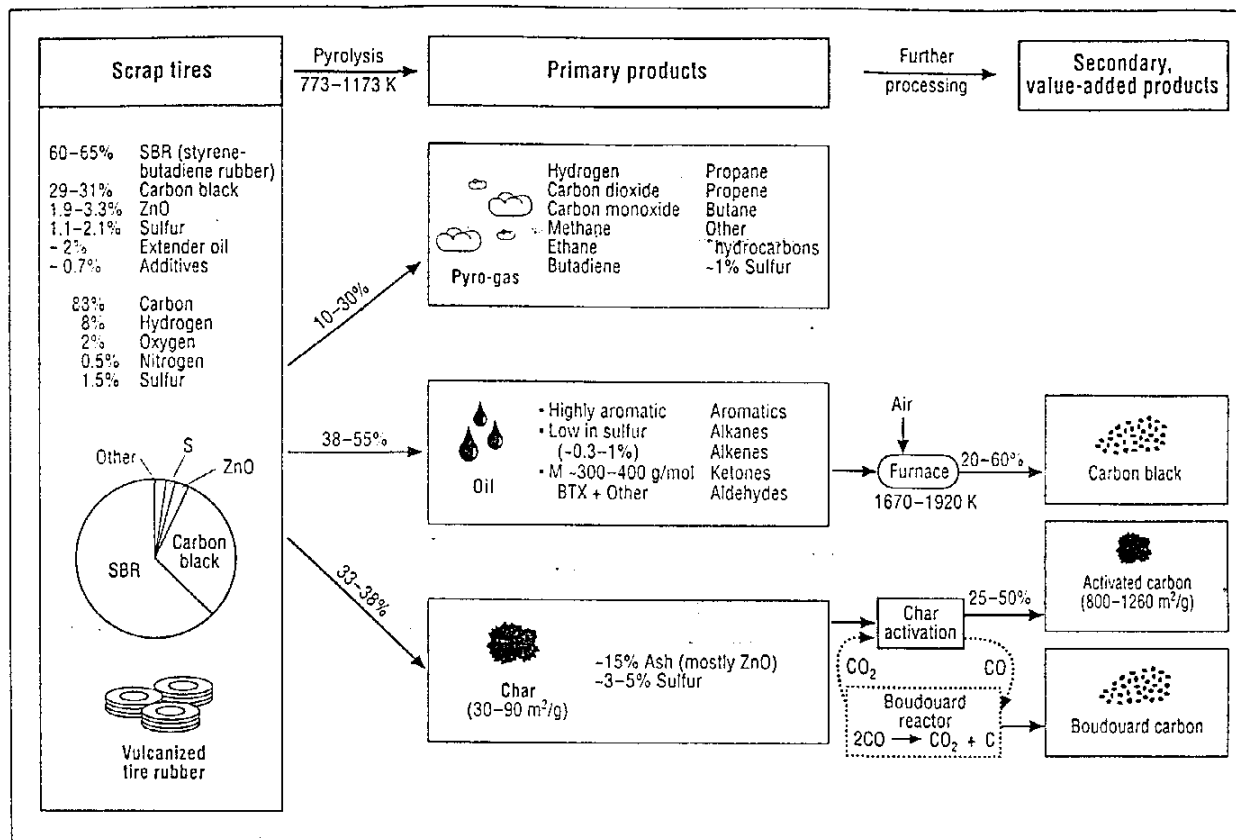 Scrap tires
Pyrolysis
773–1173 K
Primary products
Further
processing
Secondary,
value-added products
60–65% SBR (styrene-
butadiene rubber)
29–31% Carbon black
1.9–3.3% ZnO
1.1–2.1% Sulfur
~ 2% Extender oil
~ 0.7% Additives
83% Carbon
8% Hydrogen
2% Oxygen
0.5% Nitrogen
1.5% Sulfur
Other
S
ZnO
SBR
Carbon
black
Vulcanized
tire rubber
10–30%
38–55%
33–38%
Pyro-gas
Hydrogen
Carbon dioxide
Carbon monoxide
Methane
Ethane
Butadiene
Propane
Propene
Butane
Other
hydrocarbons
~1% Sulfur
Oil
• Highly aromatic
• Low in sulfur
(~0.3–1%)
• M ~300–400 g/mol
BTX + Other
Aromatics
Alkanes
Alkenes
Ketones
Aldehydes
Air
Furnace
1670–1920 K
20–60%
Carbon black
Char
(30–90 m²/g)
~15% Ash (mostly ZnO)
~3–5% Sulfur
Char
activation
25–50%
Activated carbon
(800–1260 m²/g)
CO₂
CO
Boudouard
reactor
2CO → CO₂ + C
Boudouard carbon